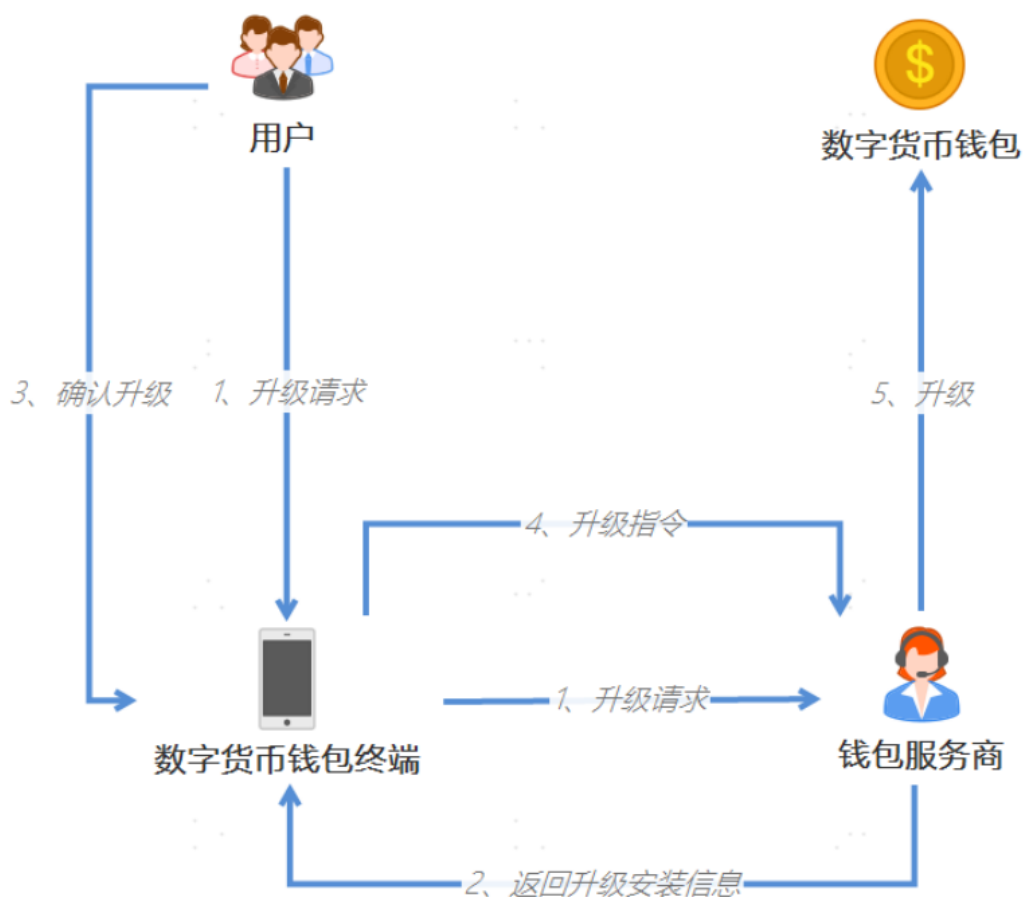 用户
数字货币钱包
3、确认升级
1、升级请求
5、升级
4、升级指令
1、升级请求
数字货币钱包终端
钱包服务商
2、返回升级安装信息